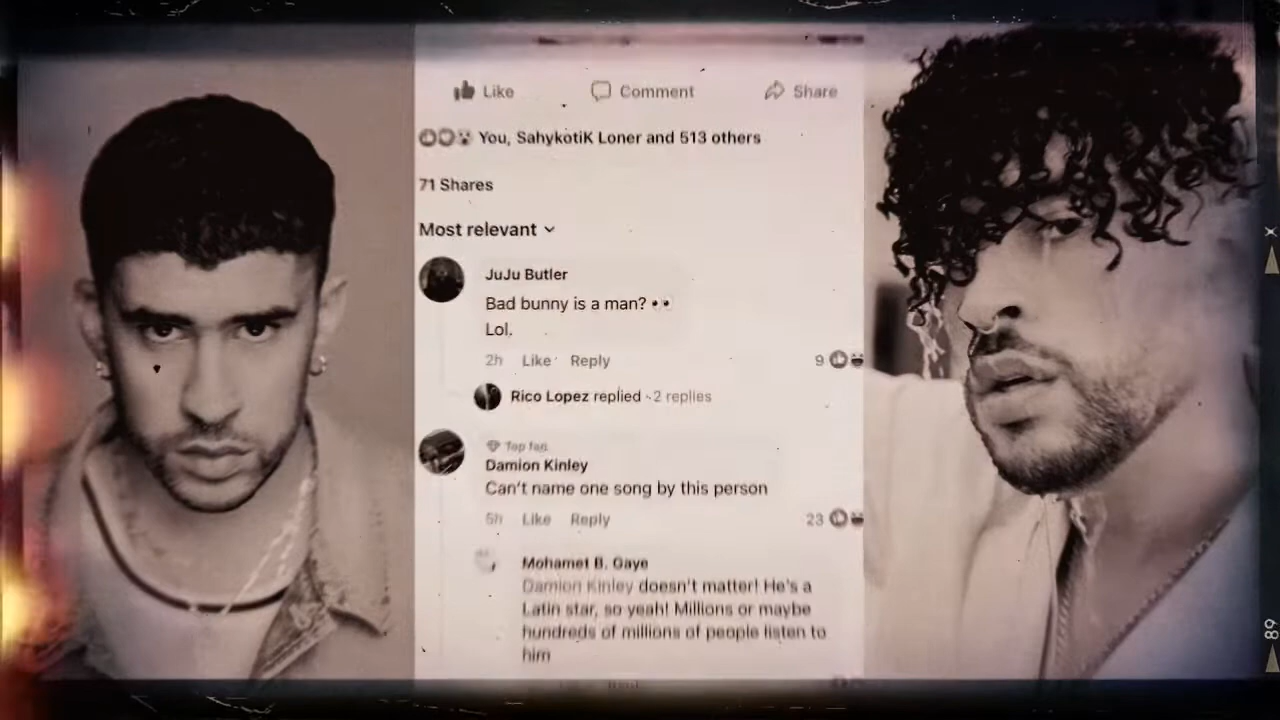 Like Comment Share
You, SahykotiK Loner and 513 others
71 Shares
Most relevant
JuJu Butler
Bad bunny is a man? 👀
Lol.
2h Like Reply 9
Rico Lopez replied · 2 replies
Top fan
Damion Kinley
Can't name one song by this person
5h Like Reply 23
Mohamet B. Gaye
Damion Kinley doesn't matter! He's a
Latin star, so yeah! Millions or maybe
hundreds of millions of people listen to
him
89